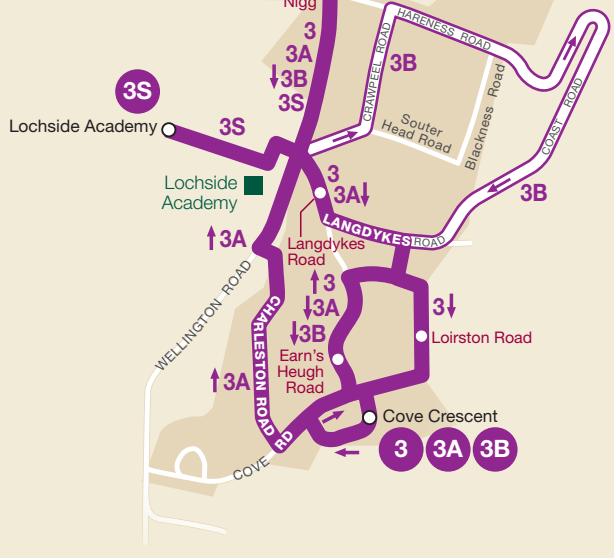 Nigg
3
3A
3B
3S
HARENESS ROAD
CRAWPEEL ROAD
3B
Souter
Head Road
Blackness Road
COAST ROAD
3B
3S
Lochside Academy
3S
Lochside
Academy
3
3A
LANGDYKES ROAD
Langdykes
Road
3A
WELLINGTON ROAD
3
3A
3B
3
Loirston Road
CHARLESTON ROAD
Earn's
Heugh
Road
3A
COVE RD
Cove Crescent
3 3A 3B